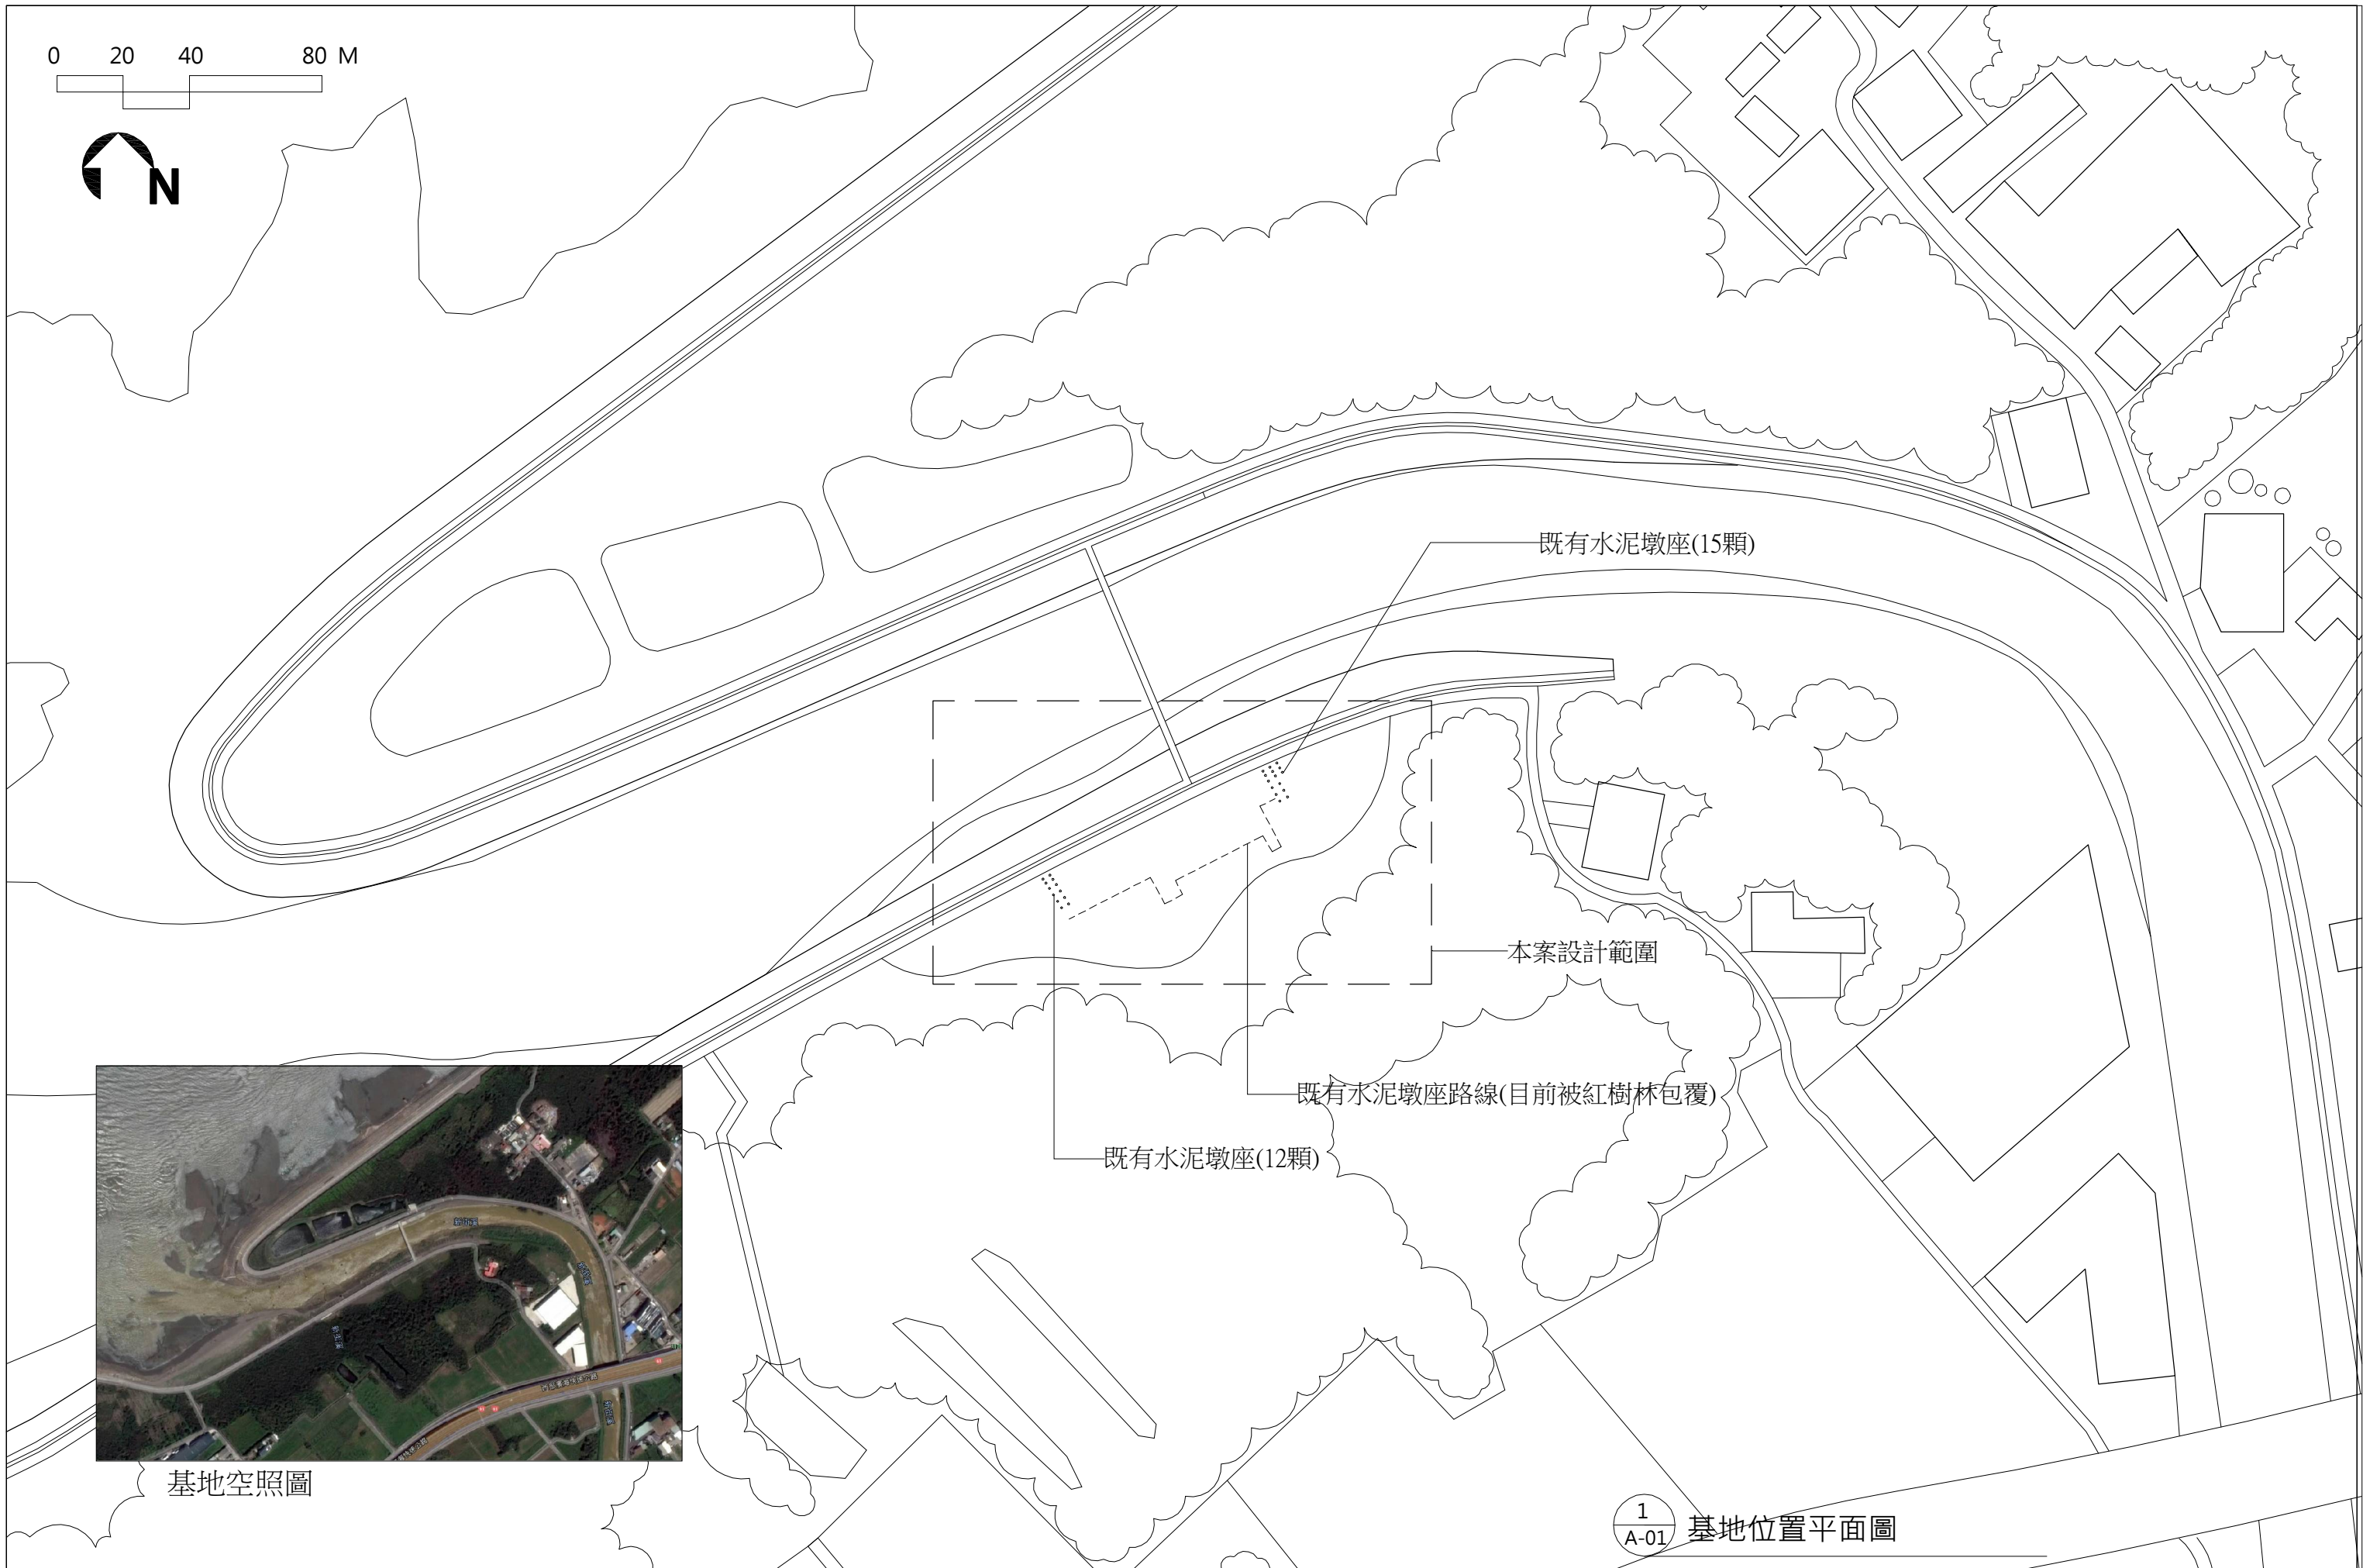 0 20 40 80 M
N
既有水泥墩座(15顆)
本案設計範圍
既有水泥墩座路線(目前被紅樹林包覆)
既有水泥墩座(12顆)
基地空照圖
1
A-01
基地位置平面圖